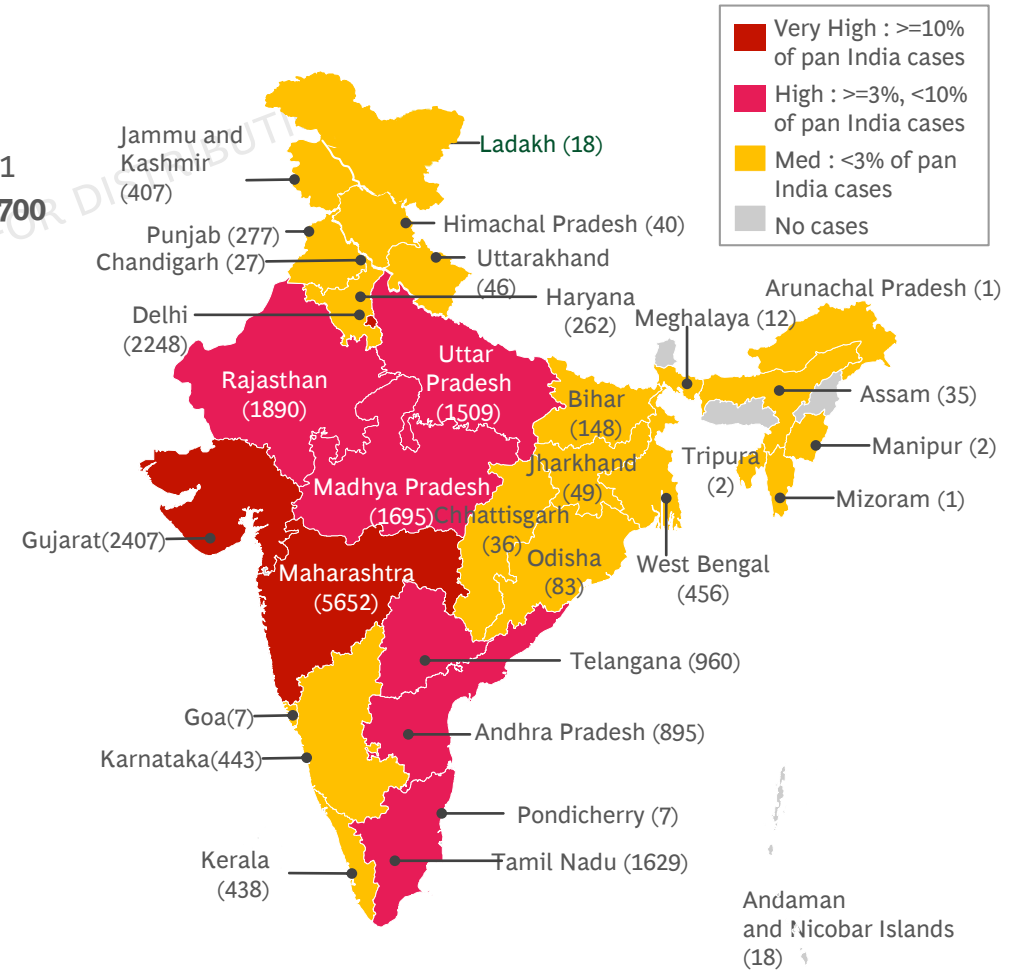 Very High : >=10%
of pan India cases
High : >=3%, <10%
of pan India cases
Med : <3% of pan
India cases
No cases
OR DISTRIBUTI
1
700
Jammu and
Kashmir
(407)
Ladakh (18)
Himachal Pradesh (40)
Punjab (277)
Chandigarh (27)
Uttarakhand
(46)
Haryana
(262)
Delhi
(2248)
Arunachal Pradesh (1)
Meghalaya (12)
Uttar
Pradesh
(1509)
Rajasthan
(1890)
Bihar
(148)
Assam (35)
Manipur (2)
Tripura
(2)
Mizoram (1)
Jharkhand
(49)
Madhya Pradesh
(1695)
Chhattisgarh
(36)
Gujarat(2407)
Odisha
(83)
West Bengal
(456)
Maharashtra
(5652)
Telangana (960)
Goa(7)
Andhra Pradesh (895)
Karnataka(443)
Pondicherry (7)
Kerala
(438)
Tamil Nadu (1629)
Andaman
and Nicobar Islands
(18)